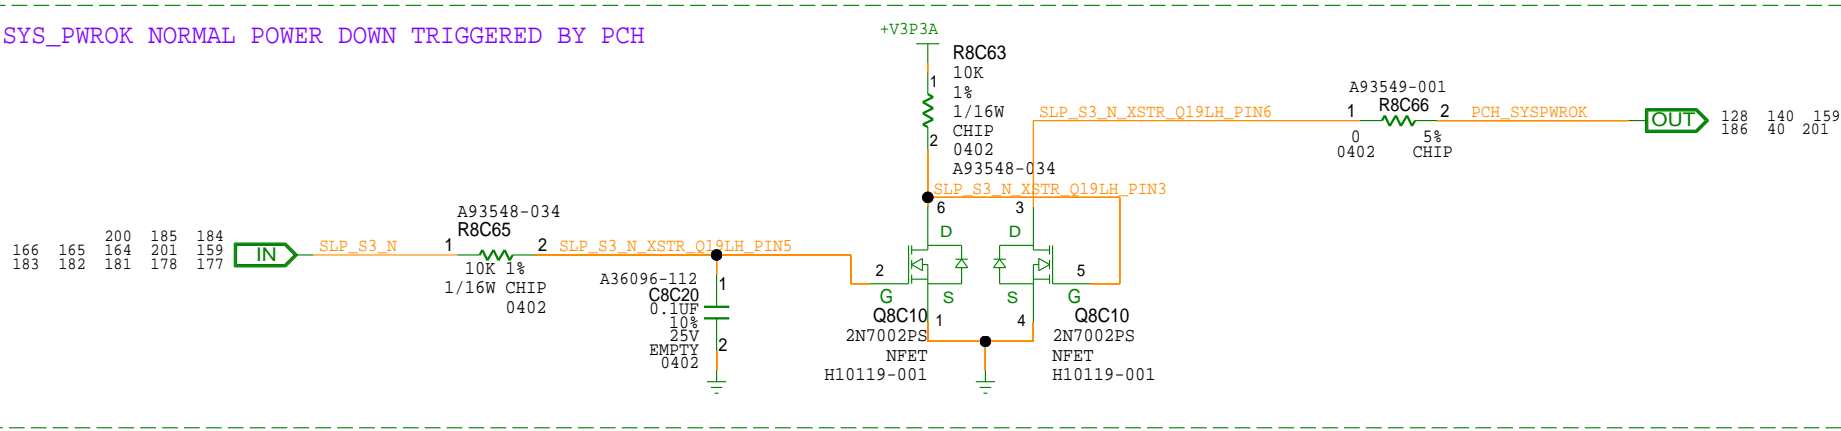 SYS_PWROK NORMAL POWER DOWN TRIGGERED BY PCH
+V3P3A
R8C63
1
10K
1%
1/16W
CHIP
2
0402
A93548-034
SLP_S3_N_XSTR_Q19LH_PIN6
A93549-001
1
R8C66
2
0
5%
0402
CHIP
PCH_SYSPWROK
OUT
128 140 159
186 40 201
SLP_S3_N_XSTR_Q19LH_PIN3
200 185 184
166 165 164 201 159
183 182 181 178 177
IN
SLP_S3_N
A93548-034
R8C65
1
2
10K 1%
1/16W CHIP
0402
SLP_S3_N_XSTR_Q19LH_PIN5
A36096-112
1
C8C20
0.1UF
10%
25V
EMPTY
2
0402
6
D
2
G
S
Q8C10
1
2N7002PS
NFET
H10119-001
3
D
5
S
G
Q8C10
4
2N7002PS
NFET
H10119-001